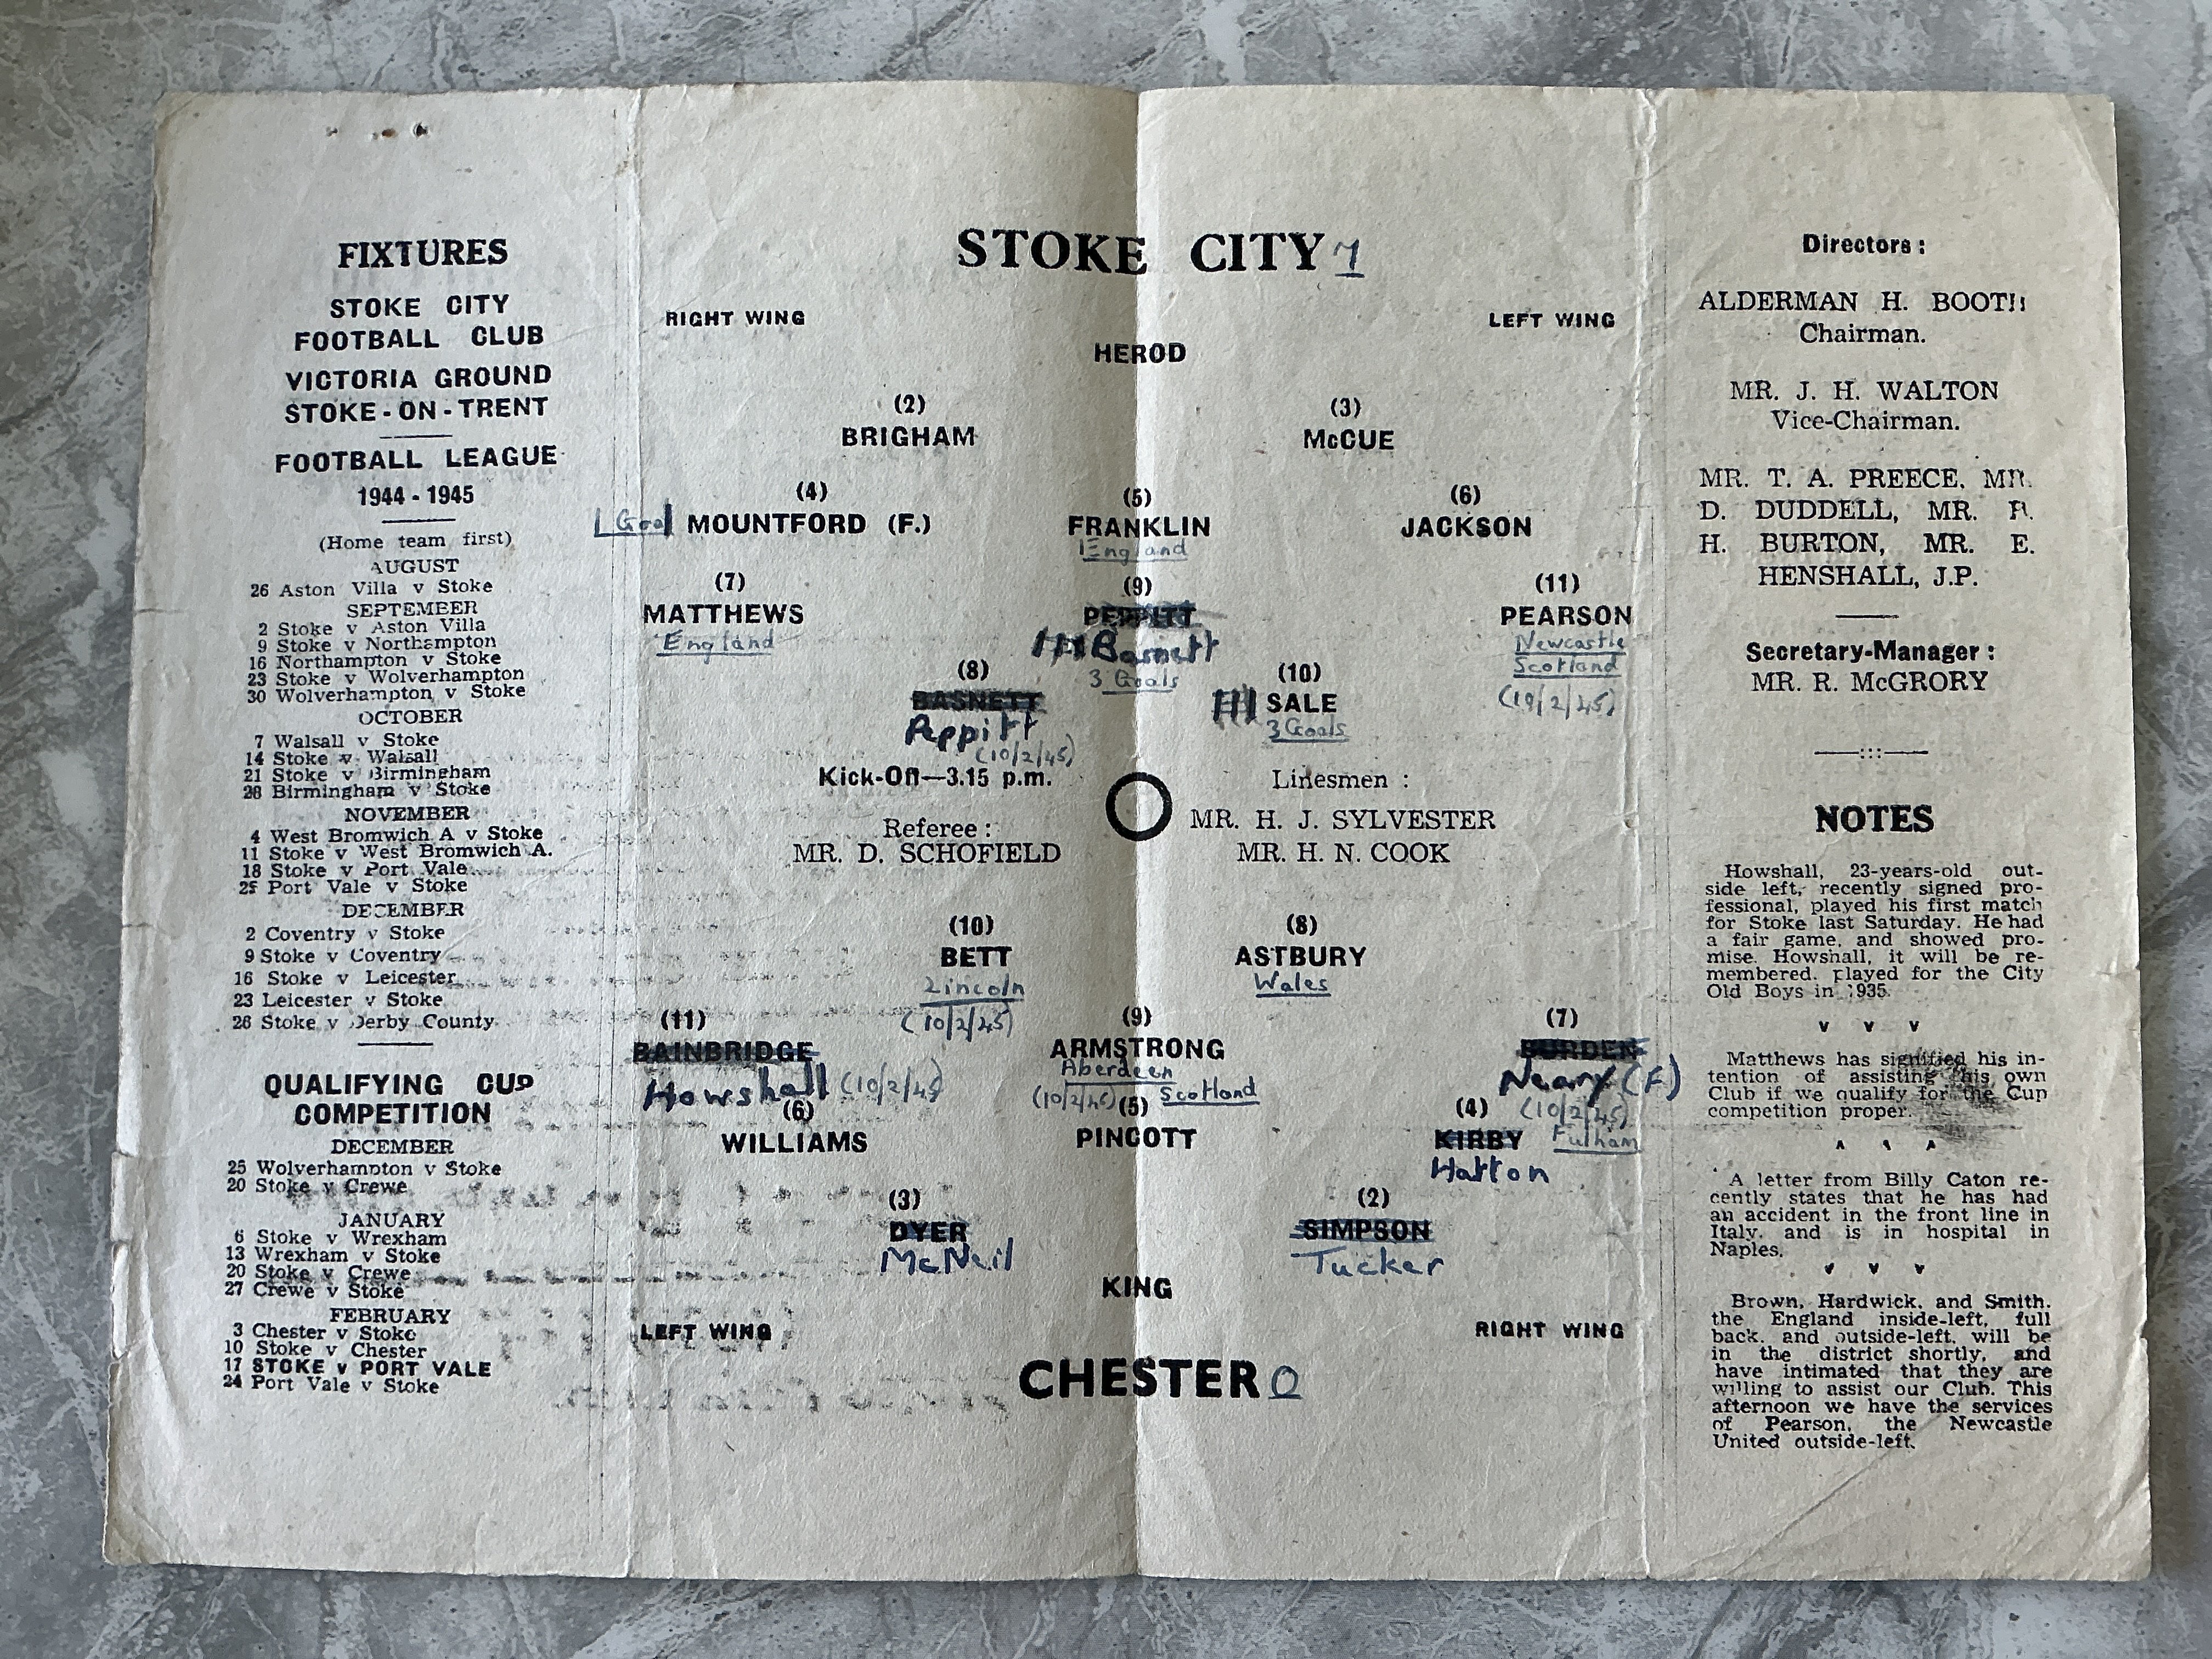 FIXTURES
STOKE CITY
FOOTBALL CLUB
VICTORIA GROUND
STOKE-ON-TRENT
FOOTBALL LEAGUE
1944 - 1945
(Home team first)
AUGUST
26 Aston Villa v Stoke
SEPTEMBER
2 Stoke v Aston Villa
9 Stoke v Northampton
16 Northampton v Stoke
23 Stoke v Wolverhampton
30 Wolverhampton v Stoke
OCTOBER
7 Walsall v Stoke
14 Stoke v Walsall
21 Stoke v Birmingham
28 Birmingham v Stoke
NOVEMBER
4 West Bromwich A v Stoke
11 Stoke v West Bromwich A.
18 Stoke v Port Vale
25 Port Vale v Stoke
DECEMBER
2 Coventry v Stoke
9 Stoke v Coventry
16 Stoke v Leicester
23 Leicester v Stoke
26 Stoke v Derby County
QUALIFYING CUP
COMPETITION
DECEMBER
25 Wolverhampton v Stoke
20 Stoke v Crewe
JANUARY
6 Stoke v Wrexham
13 Wrexham v Stoke
20 Stoke v Crewe
27 Crewe v Stoke
FEBRUARY
3 Chester v Stoke
10 Stoke v Chester
17 STOKE v PORT VALE
24 Port Vale v Stoke
STOKE CITY 7
RIGHT WING LEFT WING
HEROD
(2) (3)
BRIGHAM McCUE
(4) (5) (6)
1 Goal MOUNTFORD (F.) FRANKLIN JACKSON
England
(7) (9) (11)
MATTHEWS PEPPITT PEARSON
England Basnett Newcastle
3 Goals Scotland
(8) (10) (10/2/45)
BASNETT III SALE
Peppitt 3 Goals
(10/2/45)
Kick-Off—3.15 p.m. Linesmen :
Referee : MR. H. J. SYLVESTER
MR. D. SCHOFIELD MR. H. N. COOK
(10) (8)
BETT ASTBURY
Lincoln Wales
(10/2/45)
(11) (9) (7)
BAINBRIDGE ARMSTRONG BURDEN
Howshall (10/2/45) Aberdeen Neary (F)
(10/2/45) Scotland (10/2/45)
(6) (5) (4) Fulham
WILLIAMS PINCOTT KIRBY
Hatton
(3) (2)
DYER SIMPSON
McNeil Tucker
KING
LEFT WING RIGHT WING
CHESTER 0
Directors :
ALDERMAN H. BOOTH
Chairman.
MR. J. H. WALTON
Vice-Chairman.
MR. T. A. PREECE, MR.
D. DUDDELL, MR. R.
H. BURTON, MR. E.
HENSHALL, J.P.
Secretary-Manager :
MR. R. McGRORY
NOTES
Howshall, 23-years-old out-
side left, recently signed pro-
fessional, played his first match
for Stoke last Saturday. He had
a fair game, and showed pro-
mise. Howshall, it will be re-
membered, played for the City
Old Boys in 1935.
v v v
Matthews has signified his in-
tention of assisting his own
Club if we qualify for the Cup
competition proper.
A letter from Billy Caton re-
cently states that he has had
an accident in the front line in
Italy, and is in hospital in
Naples.
v v v
Brown, Hardwick, and Smith,
the England inside-left, full
back, and outside-left, will be
in the district shortly, and
have intimated that they are
willing to assist our Club. This
afternoon we have the services
of Pearson, the Newcastle
United outside-left.